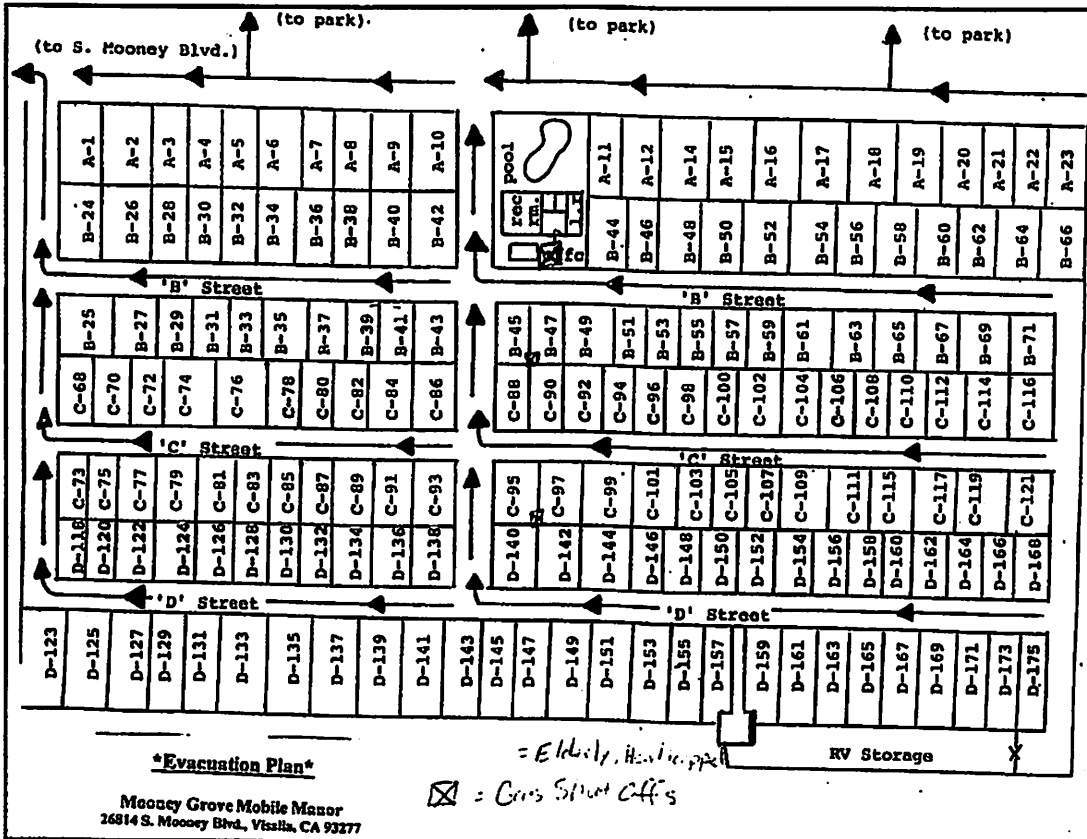 (to park).
(to park)
(to park)
(to S. Mooney Blvd.)
A-1 A-2 A-3 A-4 A-5 A-6 A-7 A-8 A-9 A-10
pool
A-11 A-12 A-14 A-15 A-16 A-17 A-18 A-19 A-20 A-21 A-22 A-23
rec rm.
B-24 B-26 B-28 B-30 B-32 B-34 B-36 B-38 B-40 B-42
B-44 B-46 B-48 B-50 B-52 B-54 B-56 B-58 B-60 B-62 B-64 B-66
'B' Street
'B' Street
B-25 B-27 B-29 B-31 B-33 B-35 B-37 B-39 B-41 B-43
B-45 B-47 B-49 B-51 B-53 B-55 B-57 B-59 B-61 B-63 B-65 B-67 B-69 B-71
C-68 C-70 C-72 C-74 C-76 C-78 C-80 C-82 C-84 C-86
C-88 C-90 C-92 C-94 C-96 C-98 C-100 C-102 C-104 C-106 C-108 C-110 C-112 C-114 C-116
'C' Street
'C' Street
C-73 C-75 C-77 C-79 C-81 C-83 C-85 C-87 C-89 C-91 C-93
C-95 C-97 C-99 C-101 C-103 C-105 C-107 C-109 C-111 C-115 C-117 C-119 C-121
D-118 D-120 D-122 D-124 D-126 D-128 D-130 D-132 D-134 D-136 D-138
D-140 D-142 D-144 D-146 D-148 D-150 D-152 D-154 D-156 D-158 D-160 D-162 D-164 D-166 D-168
'D' Street
'D' Street
D-123 D-125 D-127 D-129 D-131 D-133 D-135 D-137 D-139 D-141 D-143 D-145 D-147 D-149 D-151 D-153 D-155 D-157 D-159 D-161 D-163 D-165 D-167 D-169 D-171 D-173 D-175
RV Storage
*Evacuation Plan*
= Elderly, Handicapped
Mooney Grove Mobile Manor
26814 S. Mooney Blvd., Visalia, CA 93277
= Gas Shut Offs